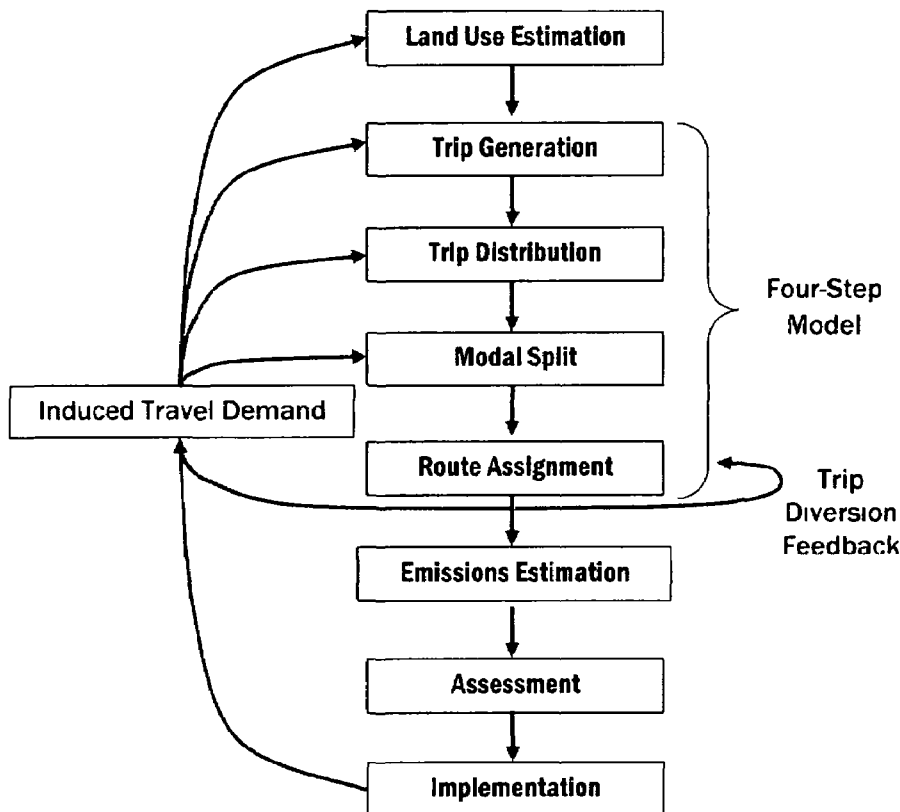 Land Use Estimation
Trip Generation
Trip Distribution
Four-Step
Model
Modal Split
Induced Travel Demand
Route Assignment
Trip
Diversion
Feedback
Emissions Estimation
Assessment
Implementation